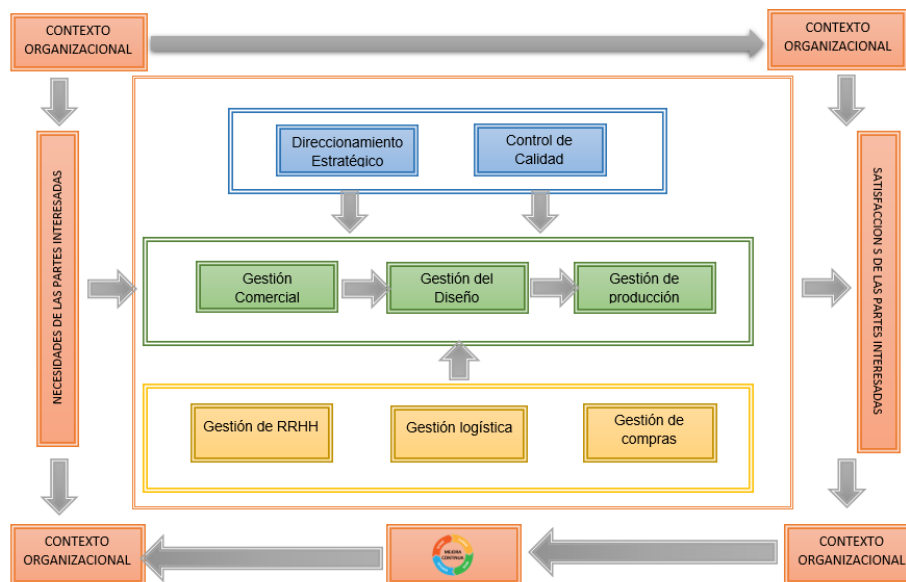 CONTEXTO
ORGANIZACIONAL
CONTEXTO
ORGANIZACIONAL
NECESIDADES DE LAS PARTES INTERESADAS
Direccionamiento
Estratégico
Control de
Calidad
Gestión
Comercial
Gestión del
Diseño
Gestión de
producción
Gestión de RRHH
Gestión logística
Gestión de
compras
SATISFACCION S DE LAS PARTES INTERESADAS
CONTEXTO
ORGANIZACIONAL
MEJORA
CONTINUA
CONTEXTO
ORGANIZACIONAL